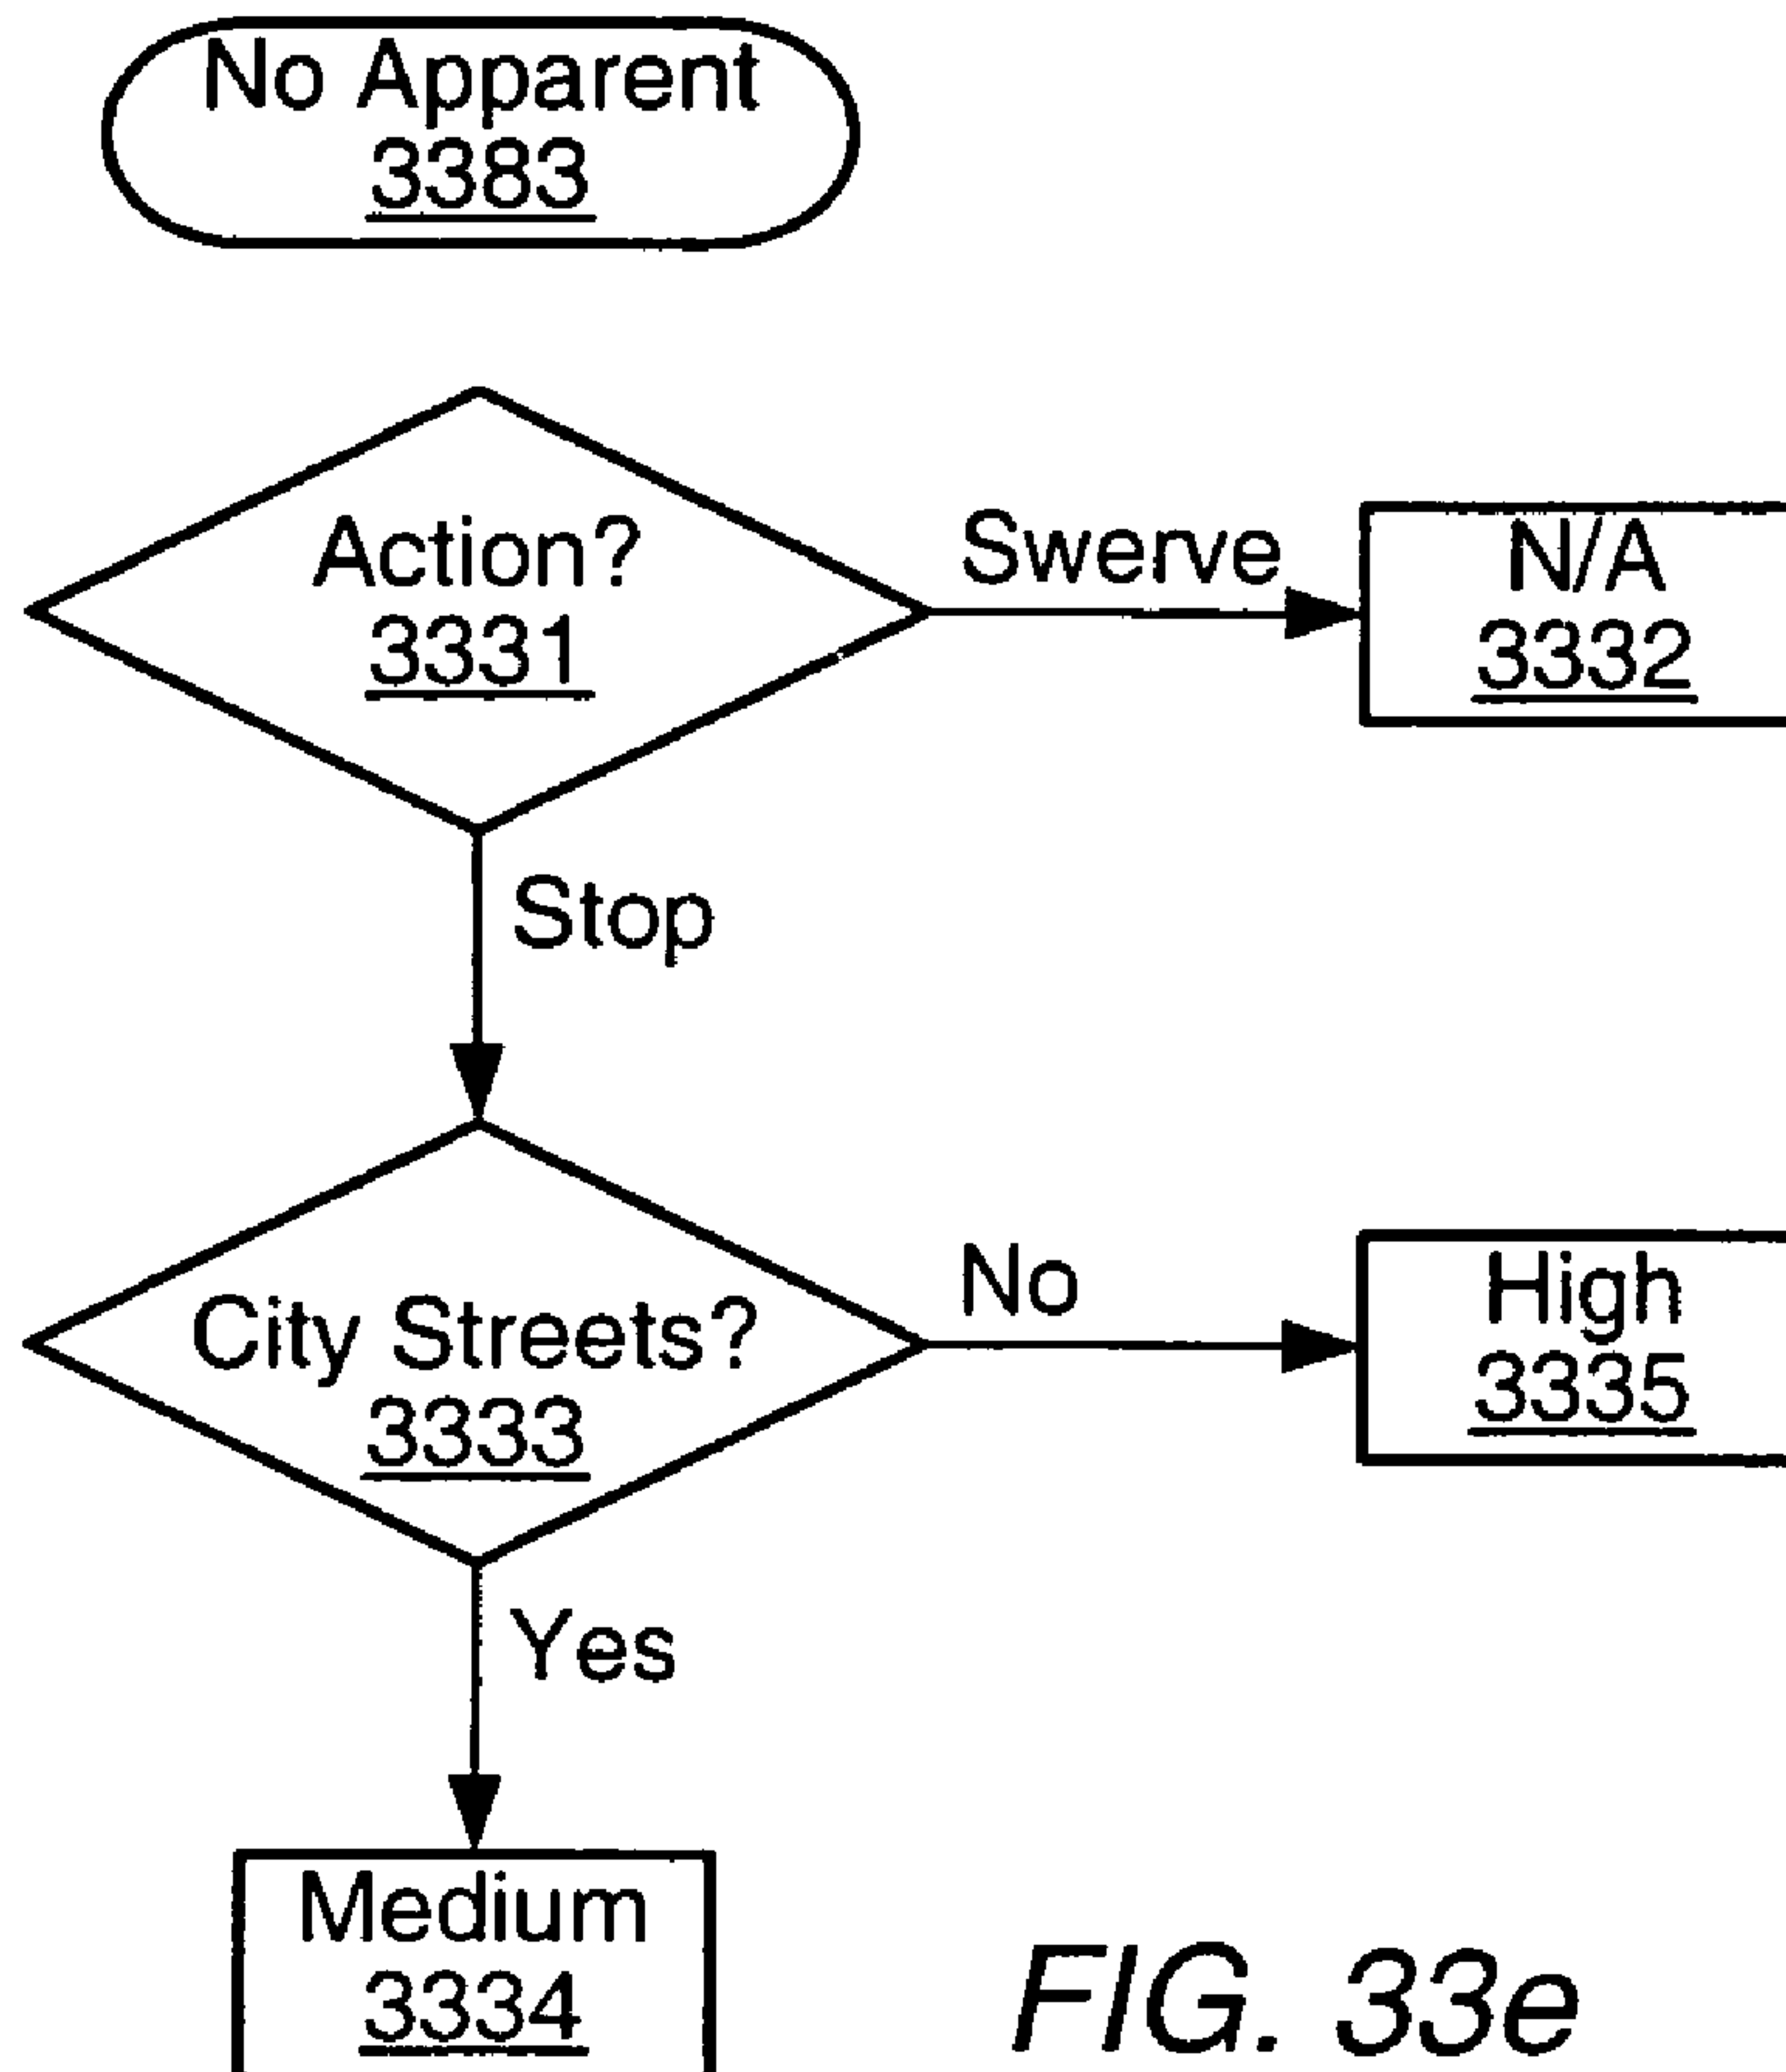 No Apparent
3383
Action?
3331
Swerve
N/A
3332
Stop
City Streets?
3333
No
High
3335
Yes
Medium
3334
FIG. 33e